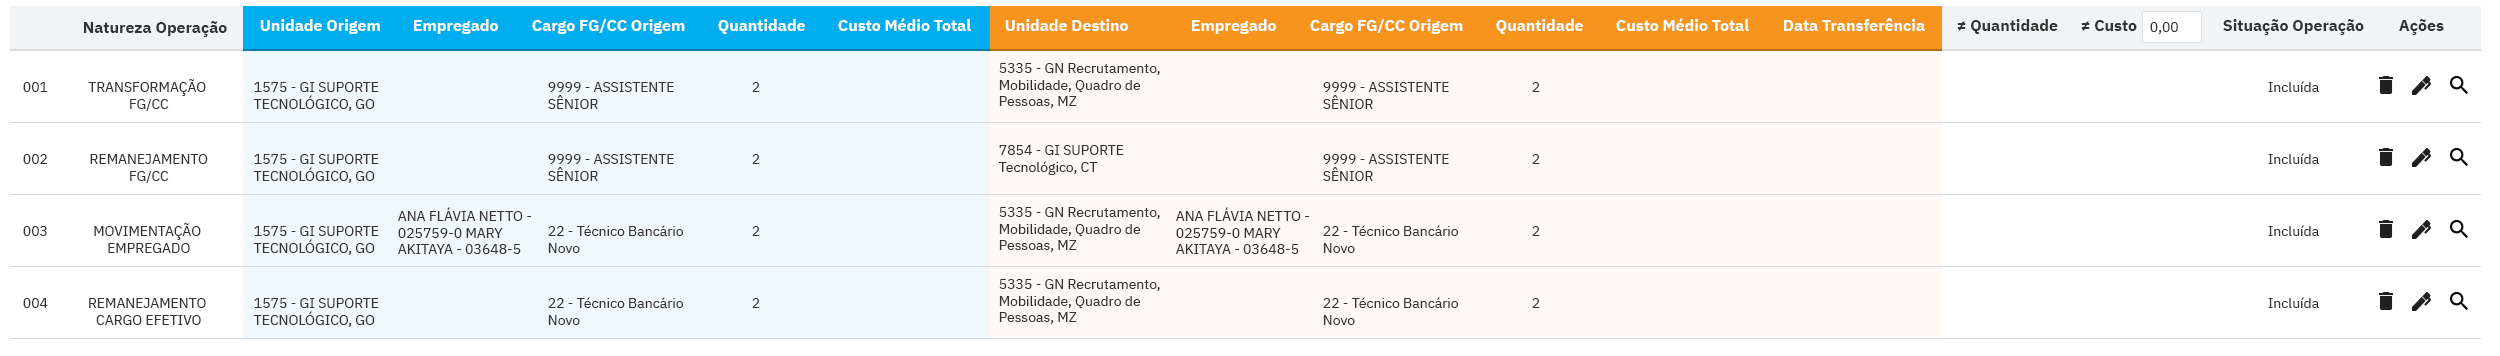 Natureza Operação Unidade Origem Empregado Cargo FG/CC Origem Quantidade Custo Médio Total Unidade Destino Empregado Cargo FG/CC Origem Quantidade Custo Médio Total Data Transferência ≠ Quantidade ≠ Custo 0,00 Situação Operação Ações
001
TRANSFORMAÇÃO
FG/CC
1575 - GI SUPORTE
TECNOLÓGICO, GO
9999 - ASSISTENTE
SÊNIOR
2
5335 - GN Recrutamento,
Mobilidade, Quadro de
Pessoas, MZ
9999 - ASSISTENTE
SÊNIOR
2
Incluída
002
REMANEJAMENTO
FG/CC
1575 - GI SUPORTE
TECNOLÓGICO, GO
9999 - ASSISTENTE
SÊNIOR
2
7854 - GI SUPORTE
Tecnológico, CT
9999 - ASSISTENTE
SÊNIOR
2
Incluída
003
MOVIMENTAÇÃO
EMPREGADO
1575 - GI SUPORTE
TECNOLÓGICO, GO
ANA FLÁVIA NETTO -
025759-0 MARY
AKITAYA - 03648-5
22 - Técnico Bancário
Novo
2
5335 - GN Recrutamento,
Mobilidade, Quadro de
Pessoas, MZ
ANA FLÁVIA NETTO -
025759-0 MARY
AKITAYA - 03648-5
22 - Técnico Bancário
Novo
2
Incluída
004
REMANEJAMENTO
CARGO EFETIVO
1575 - GI SUPORTE
TECNOLÓGICO, GO
22 - Técnico Bancário
Novo
2
5335 - GN Recrutamento,
Mobilidade, Quadro de
Pessoas, MZ
22 - Técnico Bancário
Novo
2
Incluída